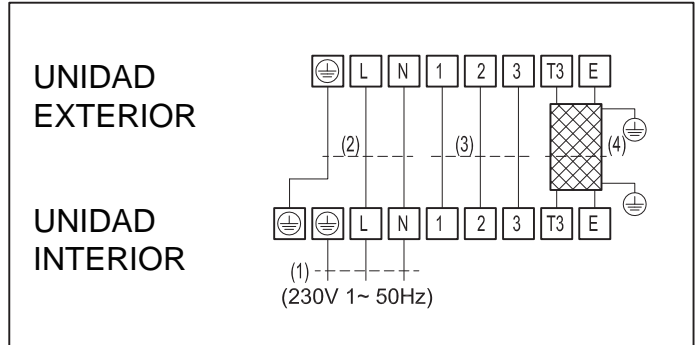 UNIDAD
EXTERIOR
L N 1 2 3 T3 E
(2) (3) (4)
UNIDAD
INTERIOR
L N 1 2 3 T3 E
(1)
(230V 1~ 50Hz)